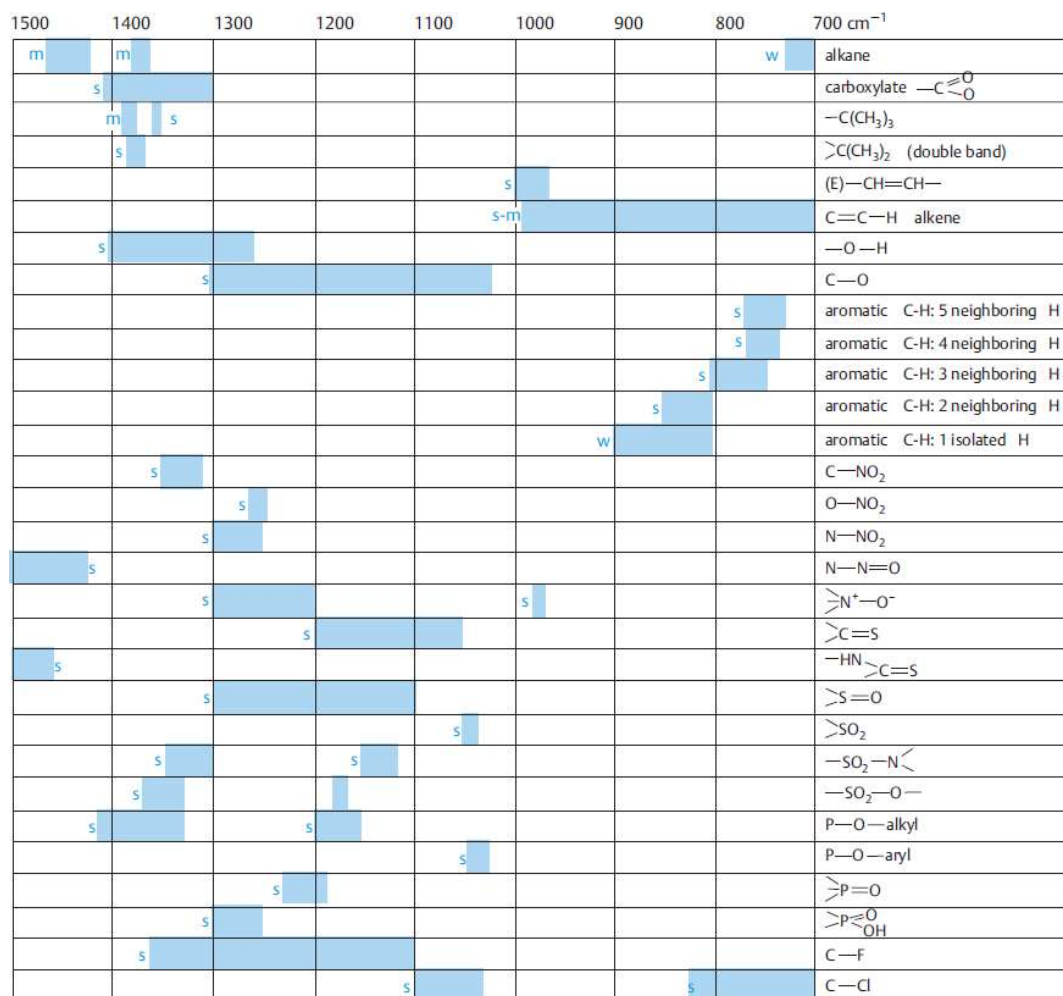 1500 1400 1300 1200 1100 1000 900 800 700 cm⁻¹
m m w alkane
s carboxylate —C O O
m s —C(CH₃)₃
s >C(CH₃)₂ (double band)
s (E)—CH=CH—
s-m C=C—H alkene
s —O—H
s C—O
s aromatic C-H: 5 neighboring H
s aromatic C-H: 4 neighboring H
s aromatic C-H: 3 neighboring H
s aromatic C-H: 2 neighboring H
w aromatic C-H: 1 isolated H
s C—NO₂
s O—NO₂
s N—NO₂
s N—N=O
s s N⁺—O⁻
s >C=S
s —HN >C=S
s >S=O
s >SO₂
s s —SO₂—N<
s —SO₂—O—
s s P—O—alkyl
s P—O—aryl
s P=O
s >P O OH
s C—F
s s C—Cl